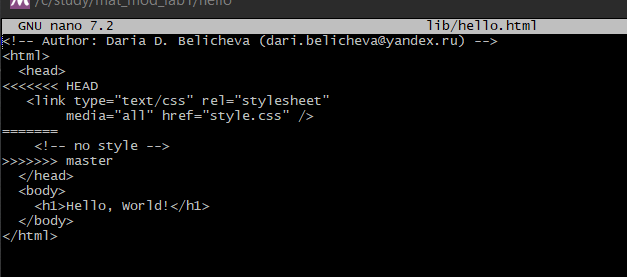 /c/study/mat_mod_lab1/hello
GNU nano 7.2 lib/hello.html
<!-- Author: Daria D. Belicheva (dari.belicheva@yandex.ru) -->
<html>
  <head>
<<<<<<< HEAD
   <link type="text/css" rel="stylesheet"
        media="all" href="style.css" />
=======
    <!-- no style -->
>>>>>>> master
  </head>
  <body>
    <h1>Hello, World!</h1>
  </body>
</html>